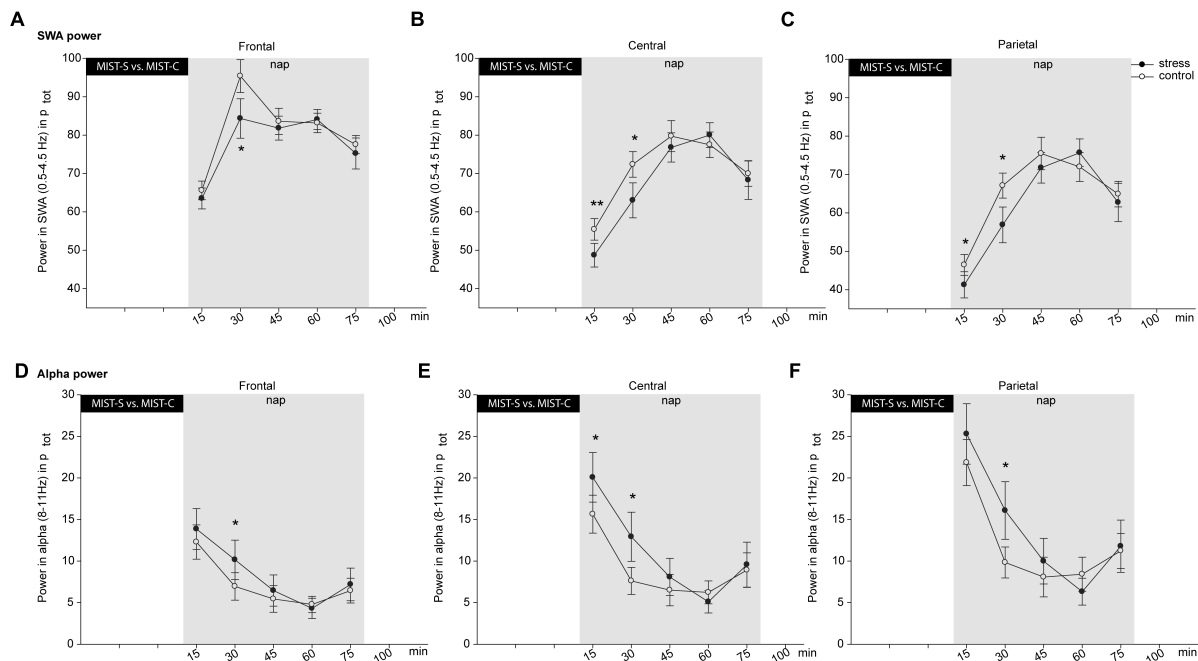 A
B
C
SWA power
Frontal
Central
Parietal
MIST-S vs. MIST-C
nap
MIST-S vs. MIST-C
nap
MIST-S vs. MIST-C
nap
stress
control
Power in SWA (0.5-4.5 Hz) in p tot
100
90
80
70
60
50
40
*
15
30
45
60
75
100
min
Power in SWA (0.5-4.5 Hz) in p tot
100
90
80
70
60
50
40
**
*
15
30
45
60
75
100
min
Power in SWA (0.5-4.5 Hz) in p tot
100
90
80
70
60
50
40
*
*
15
30
45
60
75
100
min
D
E
F
Alpha power
Frontal
Central
Parietal
MIST-S vs. MIST-C
nap
MIST-S vs. MIST-C
nap
MIST-S vs. MIST-C
nap
Power in alpha (8-11Hz) in p tot
30
25
20
15
10
5
0
*
15
30
45
60
75
100
min
Power in alpha (8-11Hz) in p tot
30
25
20
15
10
5
0
*
*
15
30
45
60
75
100
min
Power in alpha (8-11Hz) in p tot
30
25
20
15
10
5
0
*
15
30
45
60
75
100
min